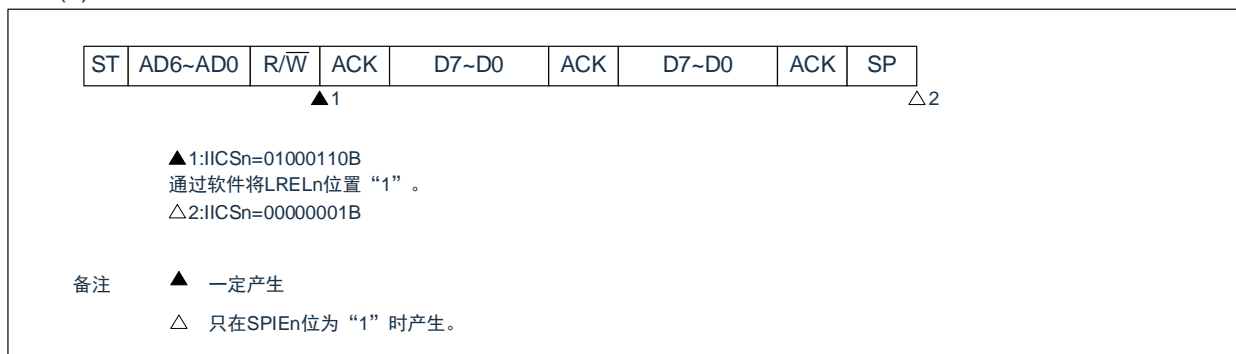 ST AD6~AD0 R/W ACK D7~D0 ACK D7~D0 ACK SP
▲1 △2
▲1:IICSn=01000110B
通过软件将LRELn位置“1”。
△2:IICSn=00000001B
备注 ▲ 一定产生
△ 只在SPIEn位为“1”时产生。